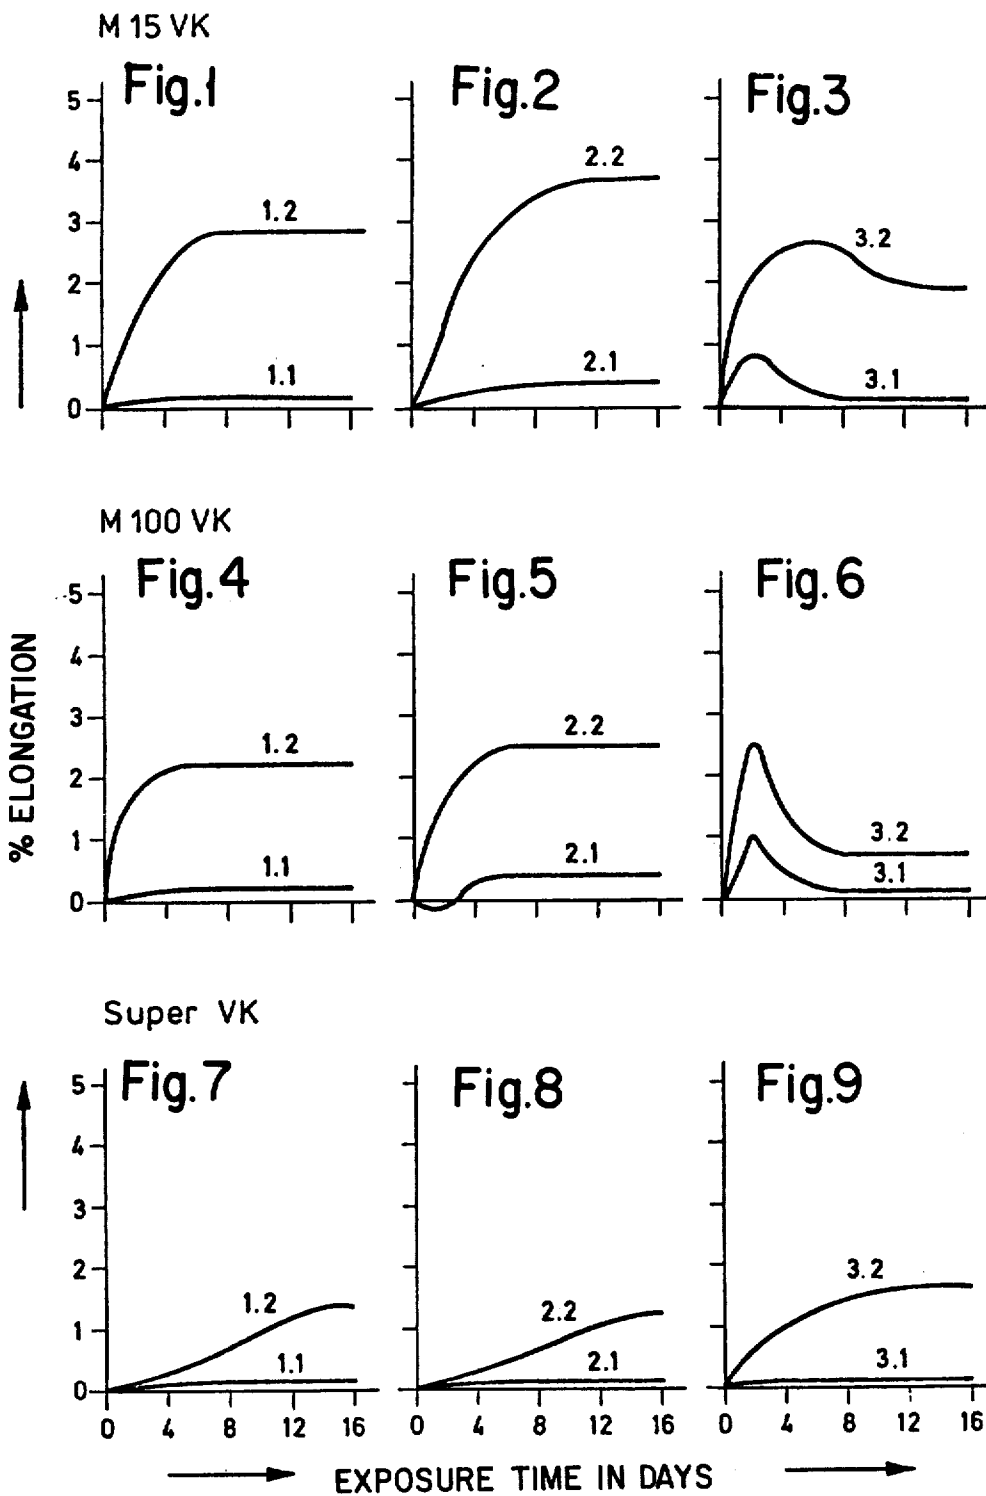 M 15 VK
Fig.1
Fig.2
Fig.3
5
4
3
2
1
0
1.2
1.1
2.2
2.1
3.2
3.1
M 100 VK
Fig.4
Fig.5
Fig.6
5
4
3
2
1
0
1.2
1.1
2.2
2.1
3.2
3.1
% ELONGATION
Super VK
Fig.7
Fig.8
Fig.9
5
4
3
2
1
0
1.2
1.1
2.2
2.1
3.2
3.1
0 4 8 12 16
0 4 8 12 16
0 4 8 12 16
EXPOSURE TIME IN DAYS